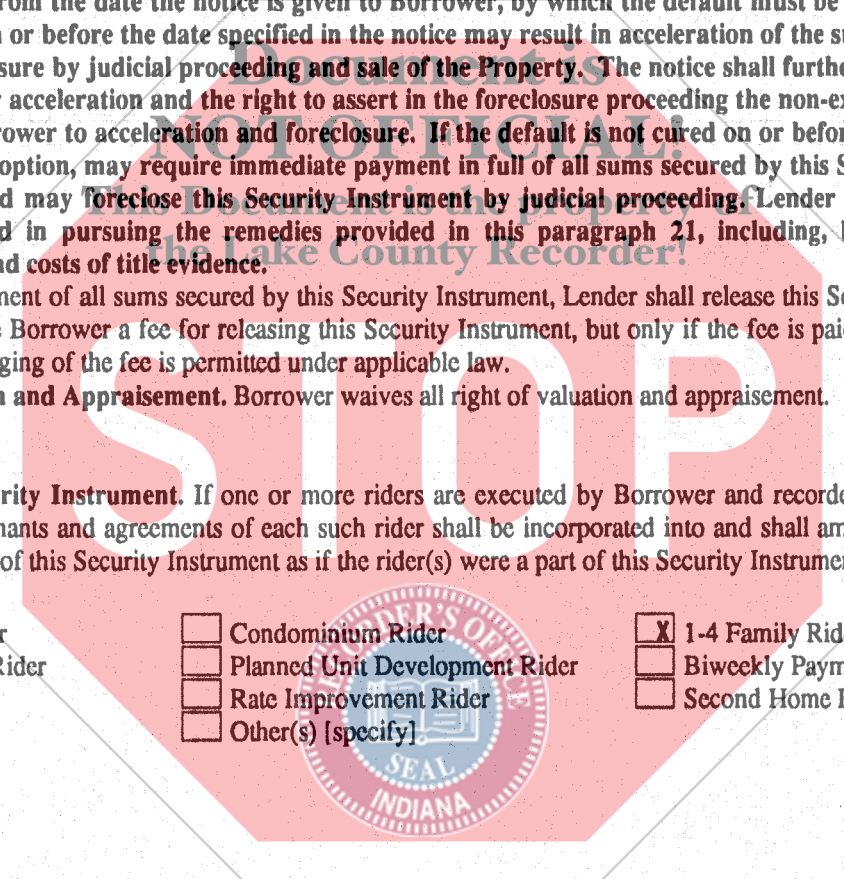 from the date the notice is given to Borrower, by which the default must be
or before the date specified in the notice may result in acceleration of the su
sure by judicial proceeding and sale of the Property. The notice shall furthe
acceleration and the right to assert in the foreclosure proceeding the non-ex
rower to acceleration and foreclosure. If the default is not cured on or befor
option, may require immediate payment in full of all sums secured by this S
d may foreclose this Security Instrument by judicial proceeding. Lender
d in pursuing the remedies provided in this paragraph 21, including,
nd costs of title evidence.
ment of all sums secured by this Security Instrument, Lender shall release this Se
Borrower a fee for releasing this Security Instrument, but only if the fee is paid
ging of the fee is permitted under applicable law.
n and Appraisement. Borrower waives all right of valuation and appraisement.
rity Instrument. If one or more riders are executed by Borrower and recorde
nants and agreements of each such rider shall be incorporated into and shall am
of this Security Instrument as if the rider(s) were a part of this Security Instrumen
r
Condominium Rider
X 1-4 Family Rid
Rider
Planned Unit Development Rider
Biweekly Paym
Rate Improvement Rider
Second Home
Other(s) [specify]
Document is
NOT OFFICIAL!
This Document is the property of
the Lake County Recorder!
STOP
RECORDER'S OFFICE
SEAL
INDIANA